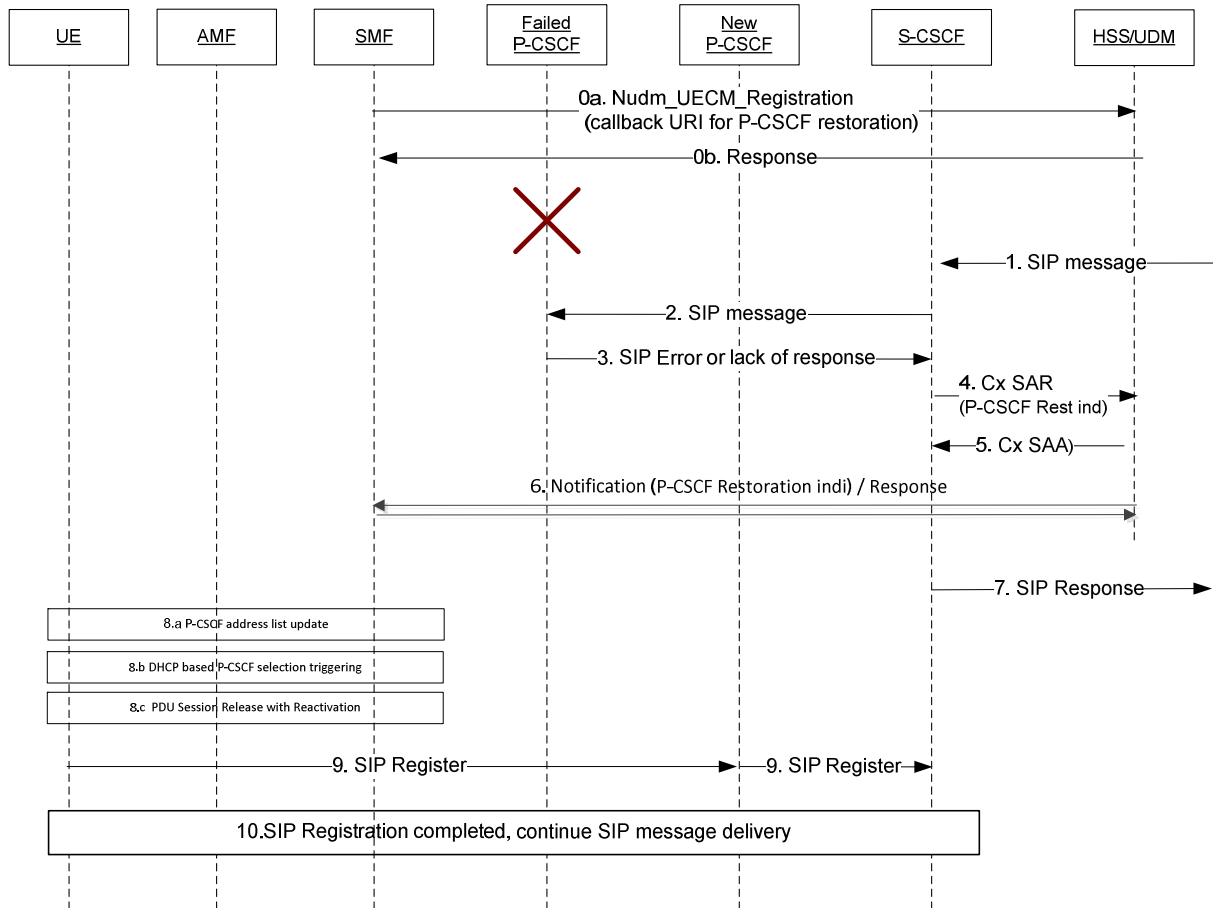 UE
AMF
SMF
Failed
P-CSCF
New
P-CSCF
S-CSCF
HSS/UDM
0a. Nudm_UECM_Registration
(callback URI for P-CSCF restoration)
0b. Response
1. SIP message
2. SIP message
3. SIP Error or lack of response
4. Cx SAR
(P-CSCF Rest ind)
5. Cx SAA)
6. Notification (P-CSCF Restoration indi) / Response
7. SIP Response
8.a P-CSCF address list update
8.b DHCP based P-CSCF selection triggering
8.c PDU Session Release with Reactivation
9. SIP Register
9. SIP Register
10.SIP Registration completed, continue SIP message delivery